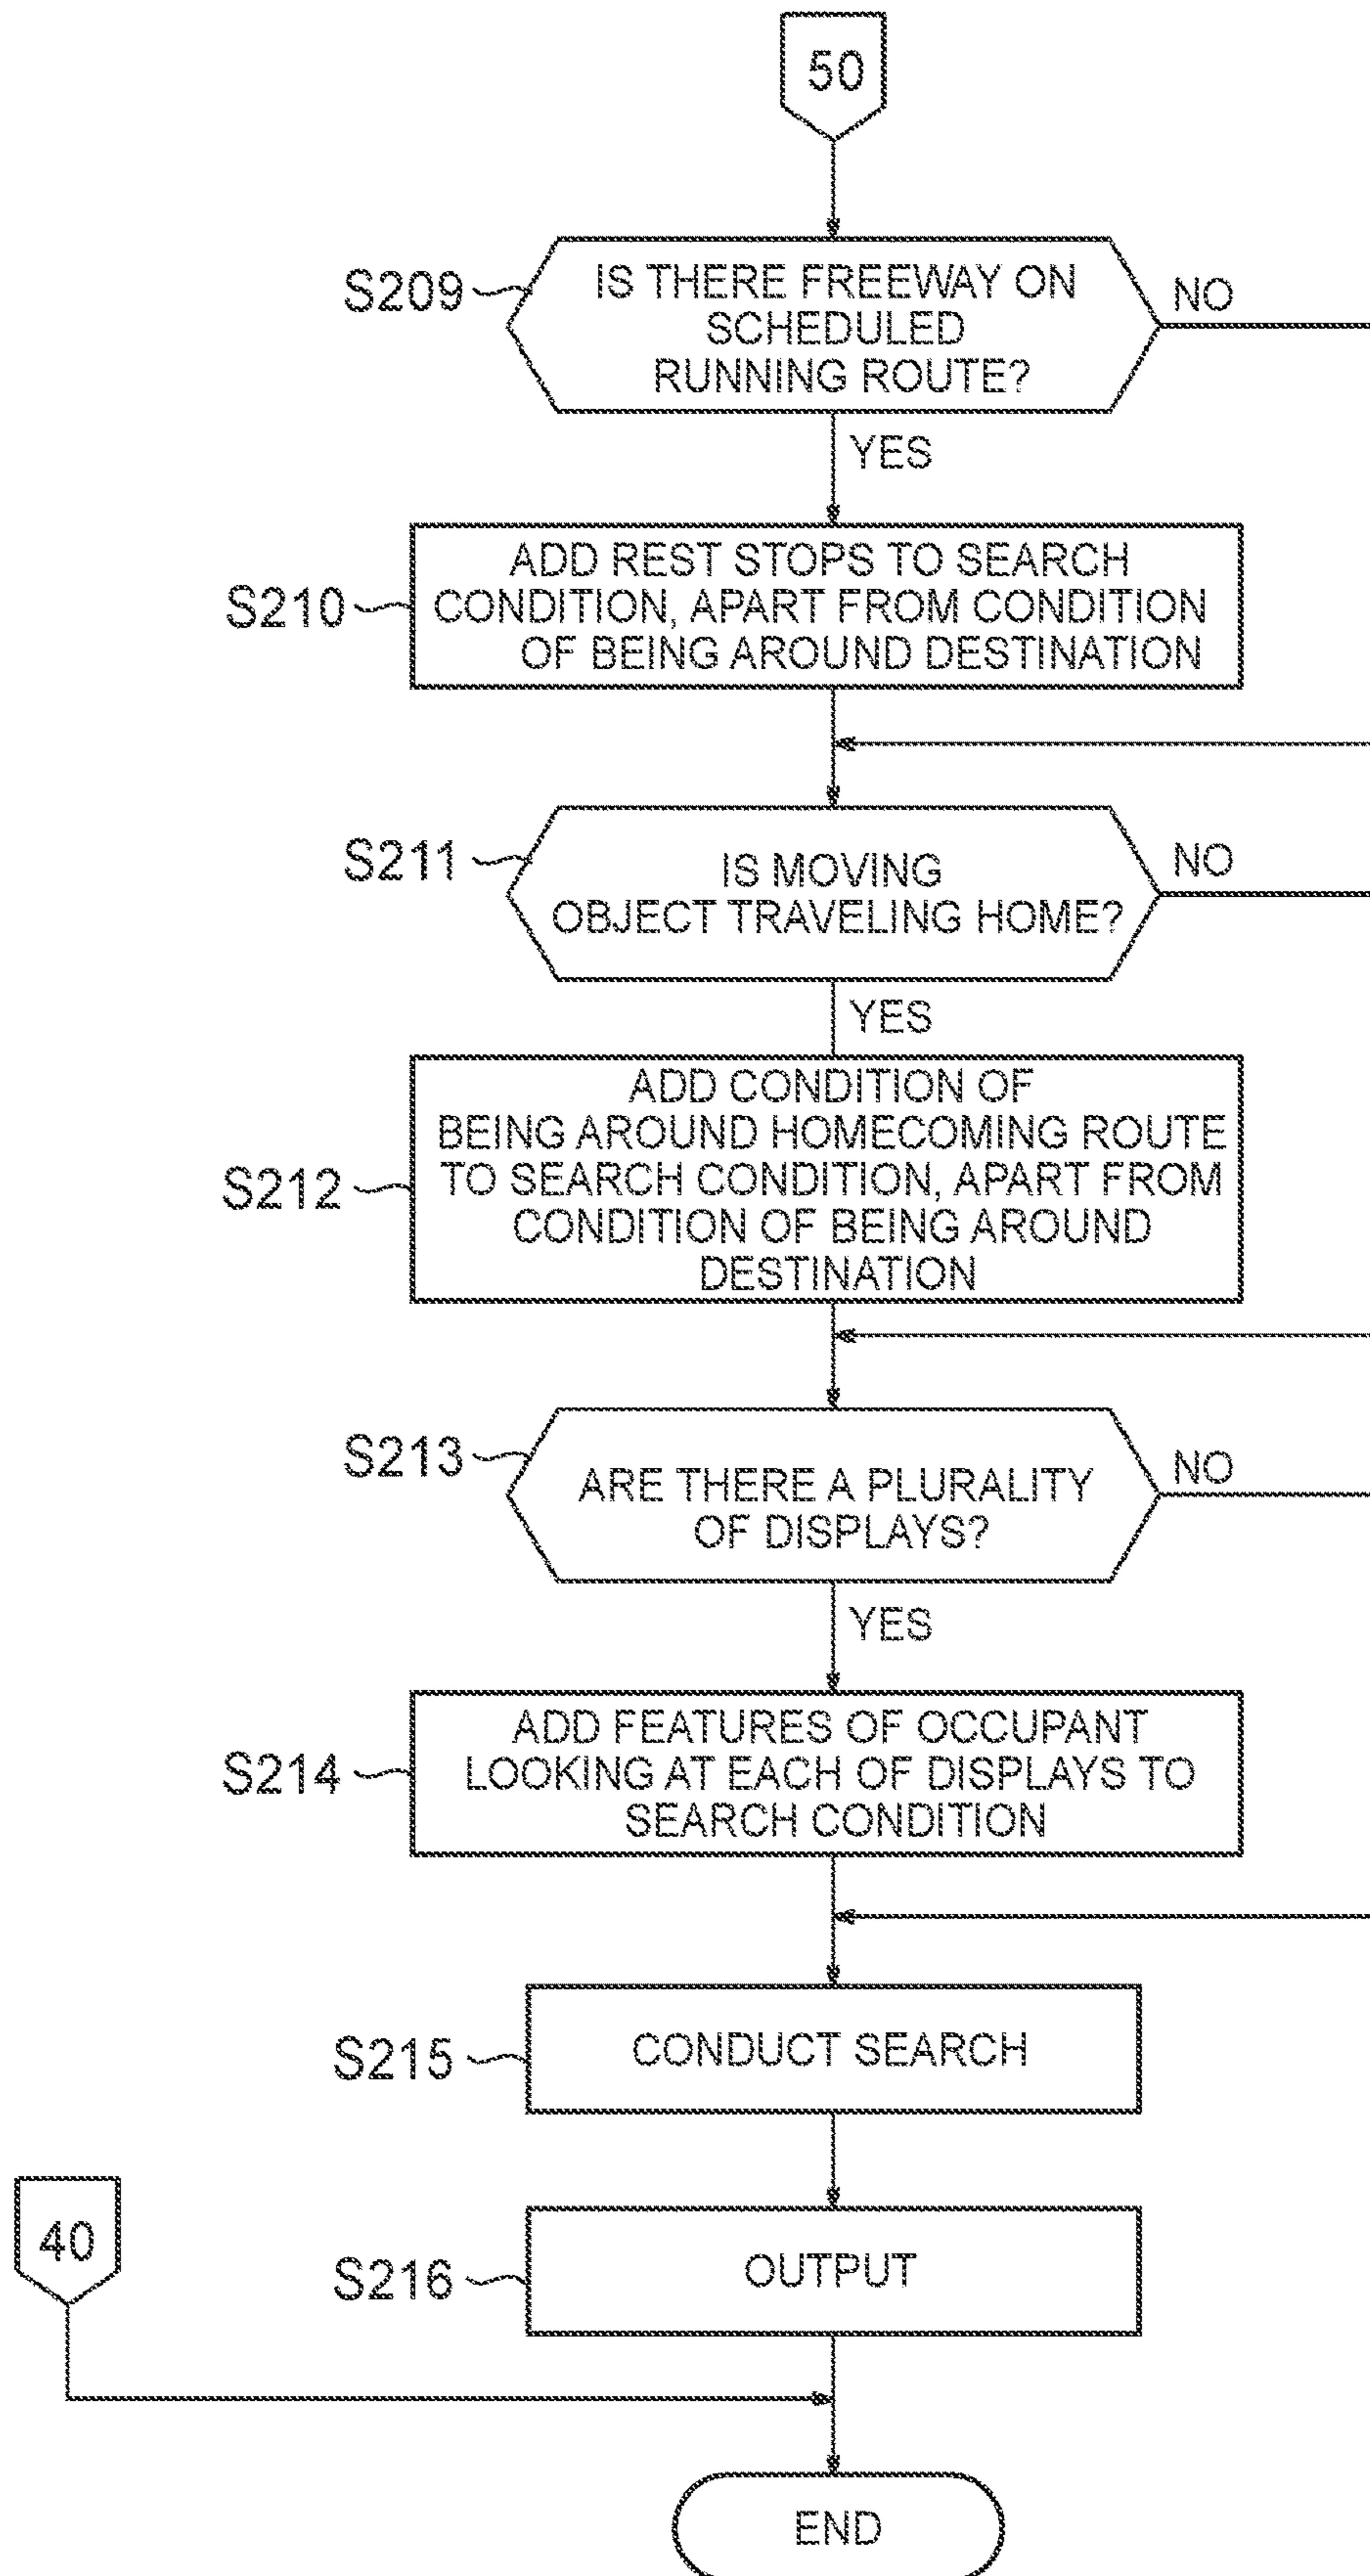 50
S209
IS THERE FREEWAY ON
SCHEDULED
RUNNING ROUTE?
NO
YES
S210
ADD REST STOPS TO SEARCH
CONDITION, APART FROM CONDITION
OF BEING AROUND DESTINATION
S211
IS MOVING
OBJECT TRAVELING HOME?
NO
YES
S212
ADD CONDITION OF
BEING AROUND HOMECOMING ROUTE
TO SEARCH CONDITION, APART FROM
CONDITION OF BEING AROUND
DESTINATION
S213
ARE THERE A PLURALITY
OF DISPLAYS?
NO
YES
S214
ADD FEATURES OF OCCUPANT
LOOKING AT EACH OF DISPLAYS TO
SEARCH CONDITION
S215
CONDUCT SEARCH
40
S216
OUTPUT
END